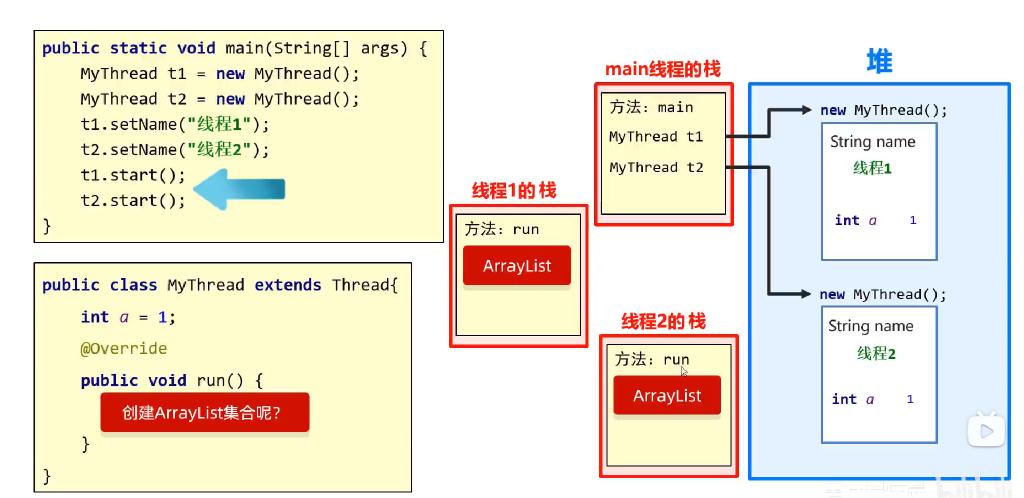 public static void main(String[] args) {
MyThread t1 = new MyThread();
MyThread t2 = new MyThread();
t1.setName("线程1");
t2.setName("线程2");
t1.start();
t2.start();
}
public class MyThread extends Thread{
int a = 1;
@Override
public void run() {
创建ArrayList集合呢?
}
}
线程1的栈
方法: run
ArrayList
main线程的栈
方法: main
MyThread t1
MyThread t2
线程2的栈
方法: run
ArrayList
堆
new MyThread();
String name
线程1
int a 1
new MyThread();
String name
线程2
int a 1
bilibili